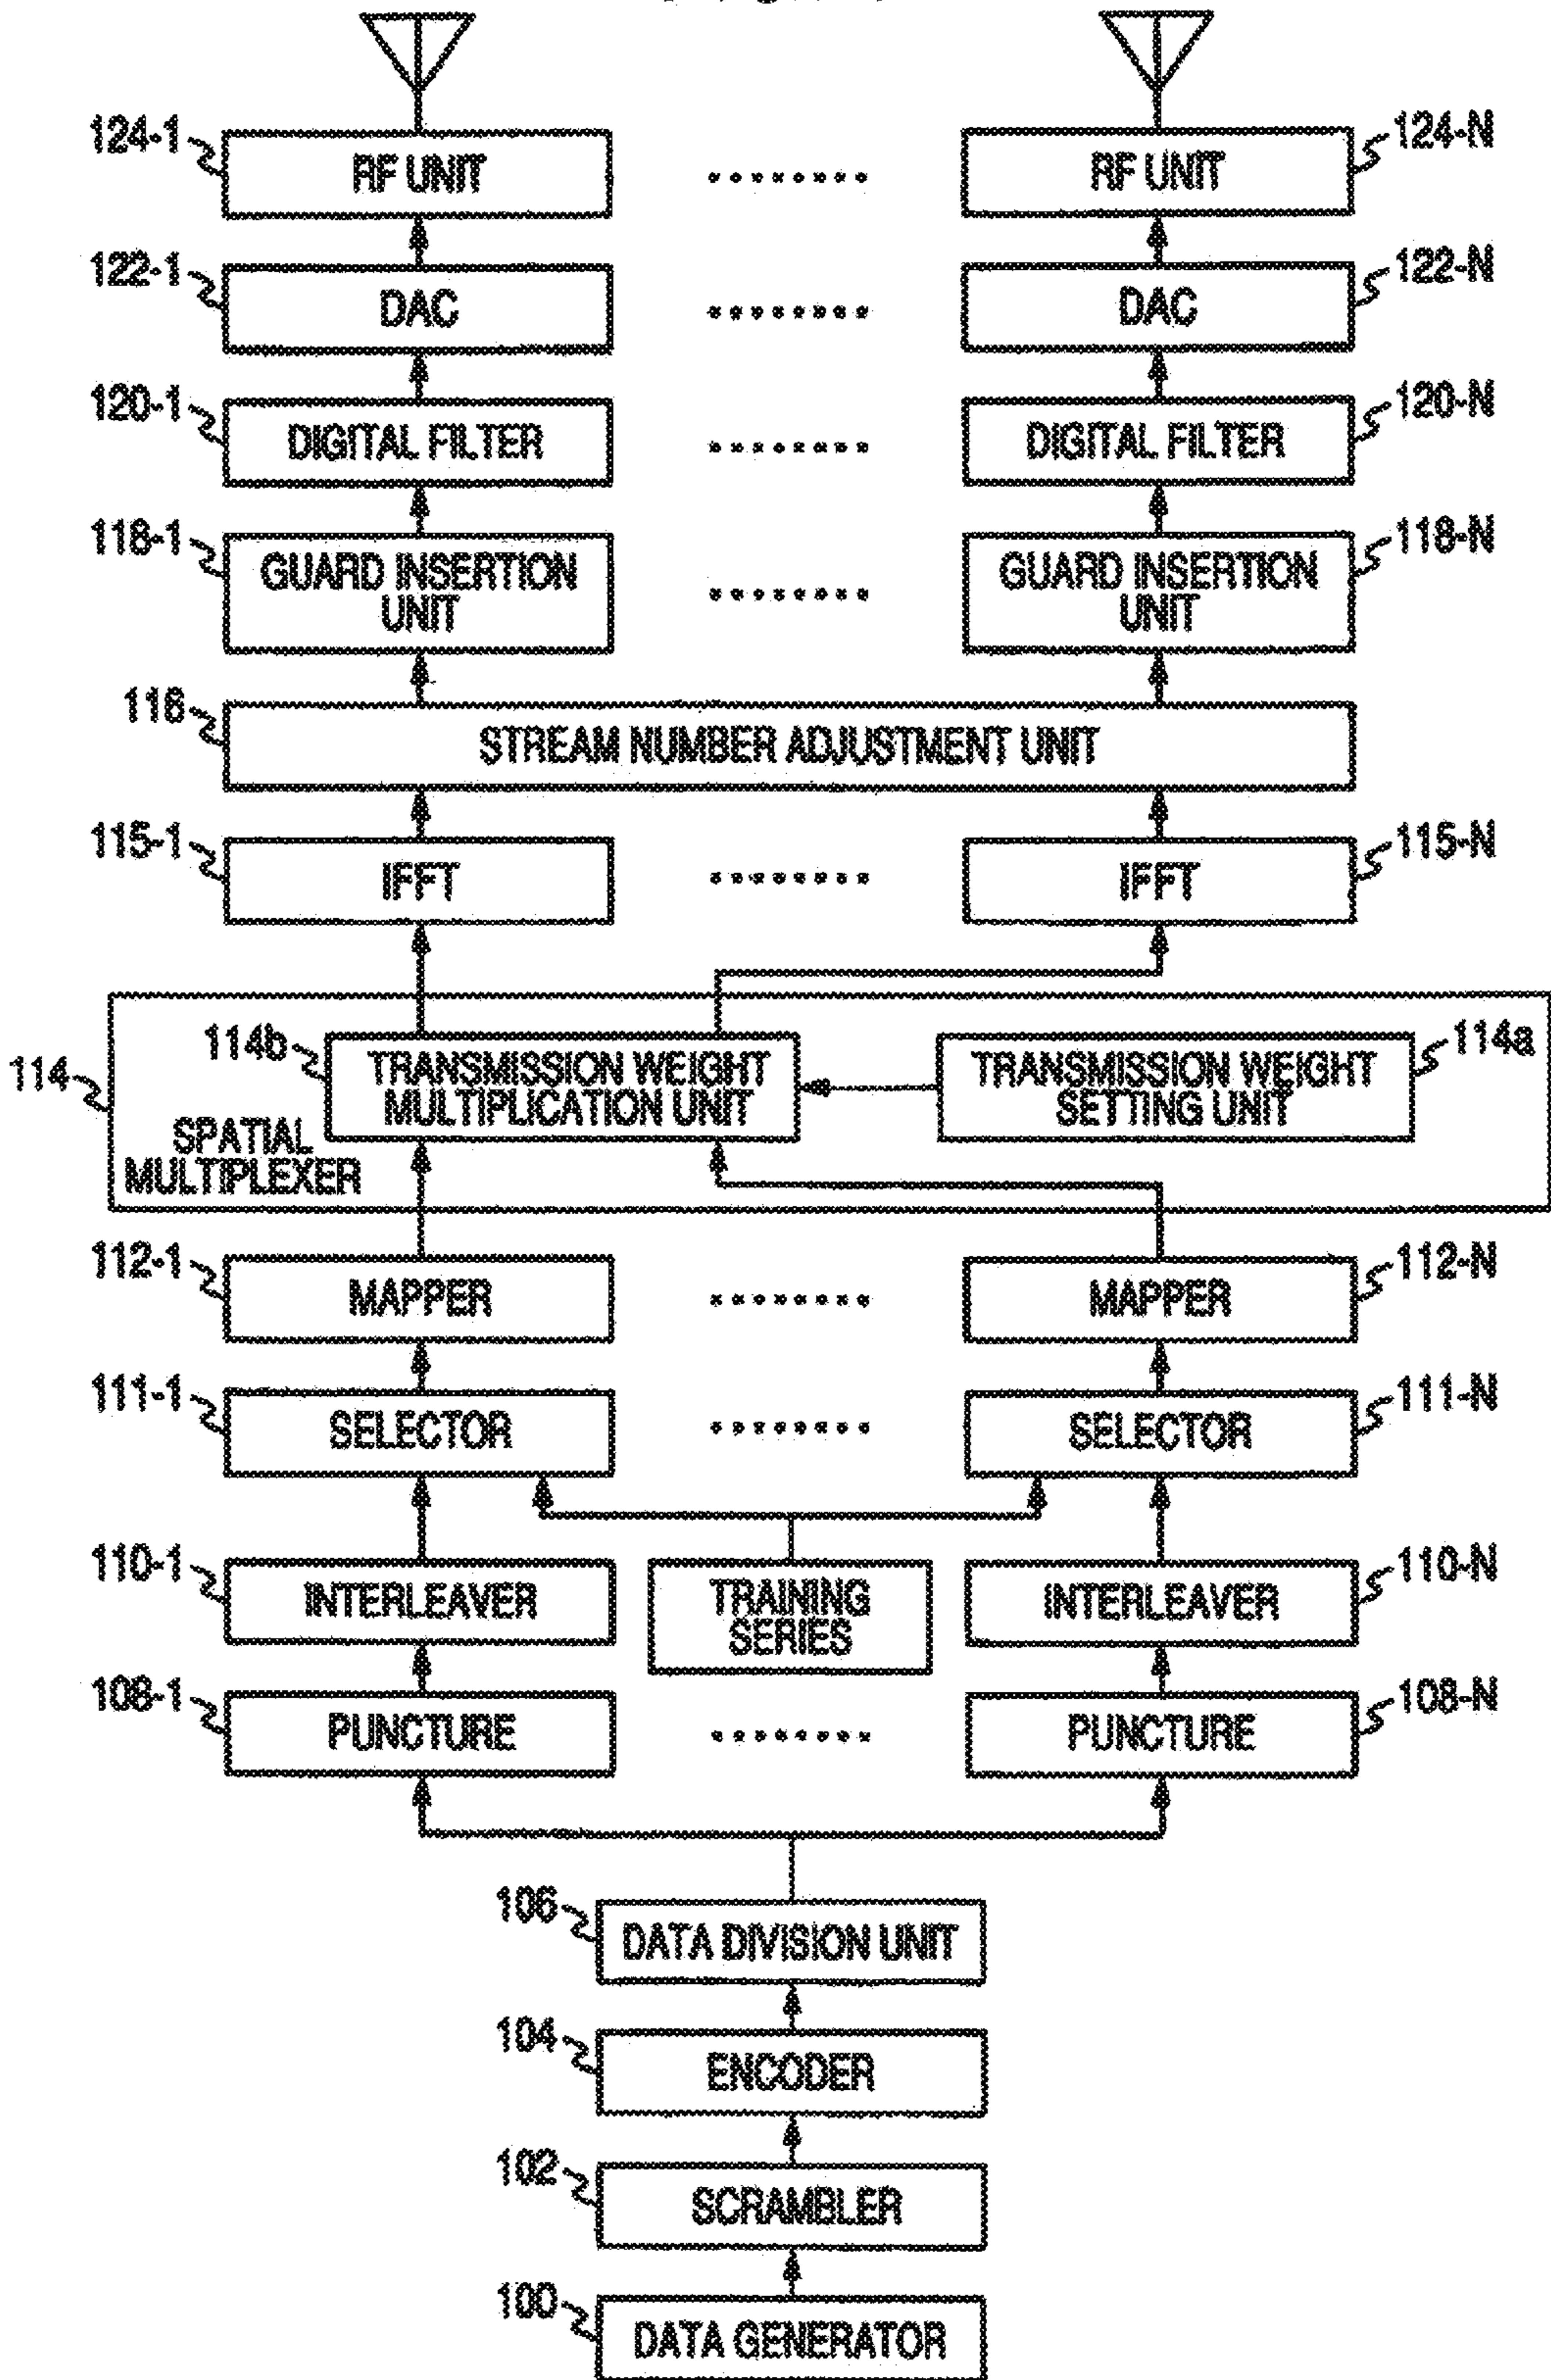 124-1
RF UNIT
RF UNIT
124-N
122-1
DAC
DAC
122-N
120-1
DIGITAL FILTER
DIGITAL FILTER
120-N
118-1
GUARD INSERTION
UNIT
GUARD INSERTION
UNIT
118-N
116
STREAM NUMBER ADJUSTMENT UNIT
115-1
IFFT
IFFT
115-N
114
114b
TRANSMISSION WEIGHT
MULTIPLICATION UNIT
TRANSMISSION WEIGHT
SETTING UNIT
114a
SPATIAL
MULTIPLEXER
112-1
MAPPER
MAPPER
112-N
111-1
SELECTOR
SELECTOR
111-N
110-1
INTERLEAVER
TRAINING
SERIES
INTERLEAVER
110-N
108-1
PUNCTURE
PUNCTURE
108-N
106
DATA DIVISION UNIT
104
ENCODER
102
SCRAMBLER
100
DATA GENERATOR